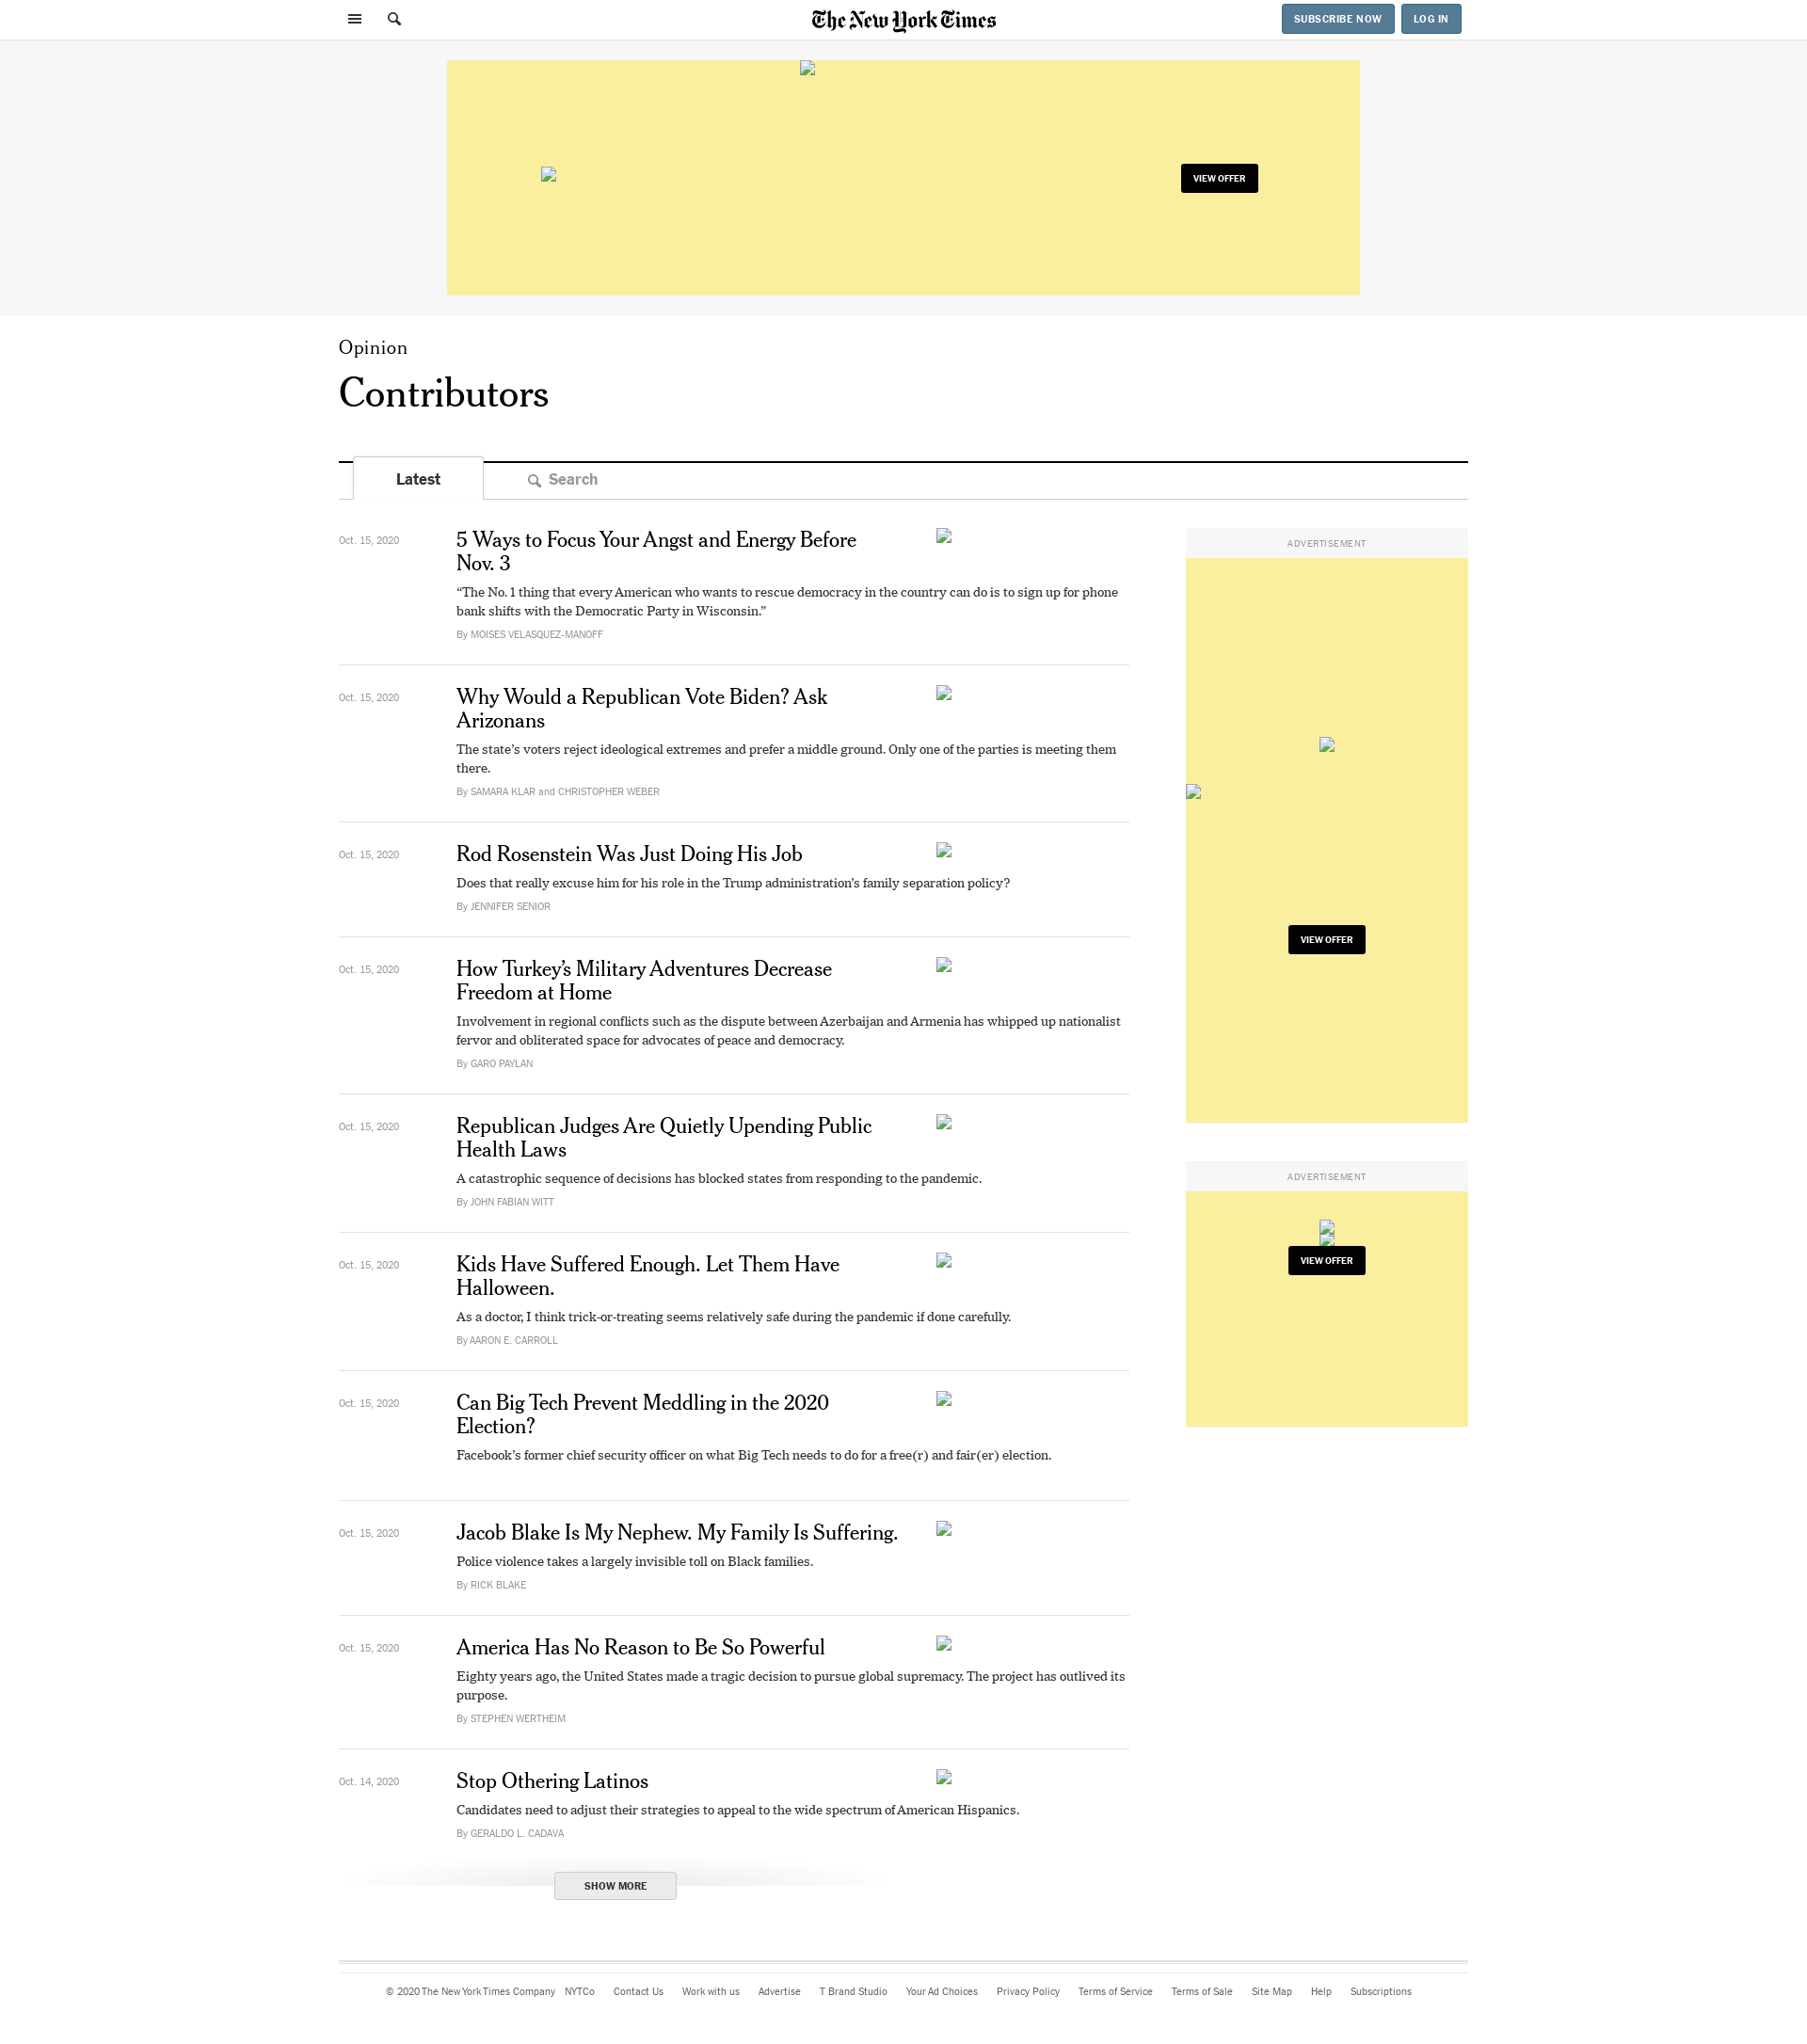 The New York Times
SUBSCRIBE NOW
LOG IN
VIEW OFFER
Opinion
Contributors
Latest
Search
Oct. 15, 2020
5 Ways to Focus Your Angst and Energy Before
Nov. 3
“The No. 1 thing that every American who wants to rescue democracy in the country can do is to sign up for phone
bank shifts with the Democratic Party in Wisconsin.”
By MOISES VELASQUEZ-MANOFF
Oct. 15, 2020
Why Would a Republican Vote Biden? Ask
Arizonans
The state’s voters reject ideological extremes and prefer a middle ground. Only one of the parties is meeting them
there.
By SAMARA KLAR and CHRISTOPHER WEBER
Oct. 15, 2020
Rod Rosenstein Was Just Doing His Job
Does that really excuse him for his role in the Trump administration’s family separation policy?
By JENNIFER SENIOR
Oct. 15, 2020
How Turkey’s Military Adventures Decrease
Freedom at Home
Involvement in regional conflicts such as the dispute between Azerbaijan and Armenia has whipped up nationalist
fervor and obliterated space for advocates of peace and democracy.
By GARO PAYLAN
Oct. 15, 2020
Republican Judges Are Quietly Upending Public
Health Laws
A catastrophic sequence of decisions has blocked states from responding to the pandemic.
By JOHN FABIAN WITT
Oct. 15, 2020
Kids Have Suffered Enough. Let Them Have
Halloween.
As a doctor, I think trick-or-treating seems relatively safe during the pandemic if done carefully.
By AARON E. CARROLL
Oct. 15, 2020
Can Big Tech Prevent Meddling in the 2020
Election?
Facebook’s former chief security officer on what Big Tech needs to do for a free(r) and fair(er) election.
Oct. 15, 2020
Jacob Blake Is My Nephew. My Family Is Suffering.
Police violence takes a largely invisible toll on Black families.
By RICK BLAKE
Oct. 15, 2020
America Has No Reason to Be So Powerful
Eighty years ago, the United States made a tragic decision to pursue global supremacy. The project has outlived its
purpose.
By STEPHEN WERTHEIM
Oct. 14, 2020
Stop Othering Latinos
Candidates need to adjust their strategies to appeal to the wide spectrum of American Hispanics.
By GERALDO L. CADAVA
SHOW MORE
ADVERTISEMENT
VIEW OFFER
ADVERTISEMENT
VIEW OFFER
© 2020 The New York Times Company NYTCo Contact Us Work with us Advertise T Brand Studio Your Ad Choices Privacy Policy Terms of Service Terms of Sale Site Map Help Subscriptions